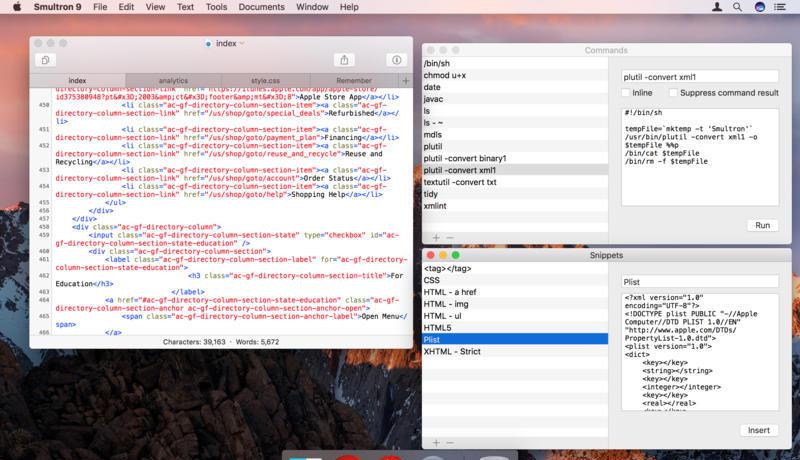 Smultron 9 File Edit View Text Tools Documents Window Help
index
index analytics style.css Remember +
directory-column-section-link" href="https://itunes.apple.com/app/apple-store/
id375380948?pt&#x3D;2003&amp;ct&#x3D;footer&amp;mt&#x3D;8">Apple Store App</a></li>
450 <li class="ac-gf-directory-column-section-item"><a class="ac-gf-
directory-column-section-link" href="/us/shop/goto/special_deals">Refurbished</a></
li>
451 <li class="ac-gf-directory-column-section-item"><a class="ac-gf-
directory-column-section-link" href="/us/shop/goto/payment_plan">Financing</a></li>
452 <li class="ac-gf-directory-column-section-item"><a class="ac-gf-
directory-column-section-link" href="/us/shop/goto/reuse_and_recycle">Reuse and
Recycling</a></li>
453 <li class="ac-gf-directory-column-section-item"><a class="ac-gf-
directory-column-section-link" href="/us/shop/goto/account">Order Status</a></li>
454 <li class="ac-gf-directory-column-section-item"><a class="ac-gf-
directory-column-section-link" href="/us/shop/goto/help">Shopping Help</a></li>
455 </ul>
456 </div>
457 </div>
458 <div class="ac-gf-directory-column">
459 <input class="ac-gf-directory-column-section-state" type="checkbox" id="ac-
gf-directory-column-section-state-education" />
460 <div class="ac-gf-directory-column-section">
461 <label class="ac-gf-directory-column-section-label" for="ac-gf-directory-
column-section-state-education">
462 <h3 class="ac-gf-directory-column-section-title">For
Education</h3>
463 </label>
464 <a href="#ac-gf-directory-column-section-state-education" class="ac-gf-
directory-column-section-anchor ac-gf-directory-column-section-anchor-open">
465 <span class="ac-gf-directory-column-section-anchor-label">Open Menu</
span>
466 </a>
Characters: 39,163 · Words: 5,672
Commands
/bin/sh
chmod u+x
date
javac
ls
ls - ~
mdls
plutil
plutil -convert binary1
plutil -convert xml1
textutil -convert txt
tidy
xmlint
+ −
plutil -convert xml1
Inline Suppress command result
#!/bin/sh
tempFile=`mktemp -t 'Smultron'`
/usr/bin/plutil -convert xml1 -o
$tempFile %%p
/bin/cat $tempFile
/bin/rm -f $tempFile
Run
Snippets
<tag></tag>
CSS
HTML - a href
HTML - img
HTML - ul
HTML5
Plist
XHTML - Strict
+ −
Plist
<?xml version="1.0"
encoding="UTF-8"?>
<!DOCTYPE plist PUBLIC "-//Apple
Computer//DTD PLIST 1.0//EN"
"http://www.apple.com/DTDs/
PropertyList-1.0.dtd">
<plist version="1.0">
<dict>
<key></key>
<string></string>
<key></key>
<integer></integer>
<key></key>
<real></real>
<key></key>
Insert